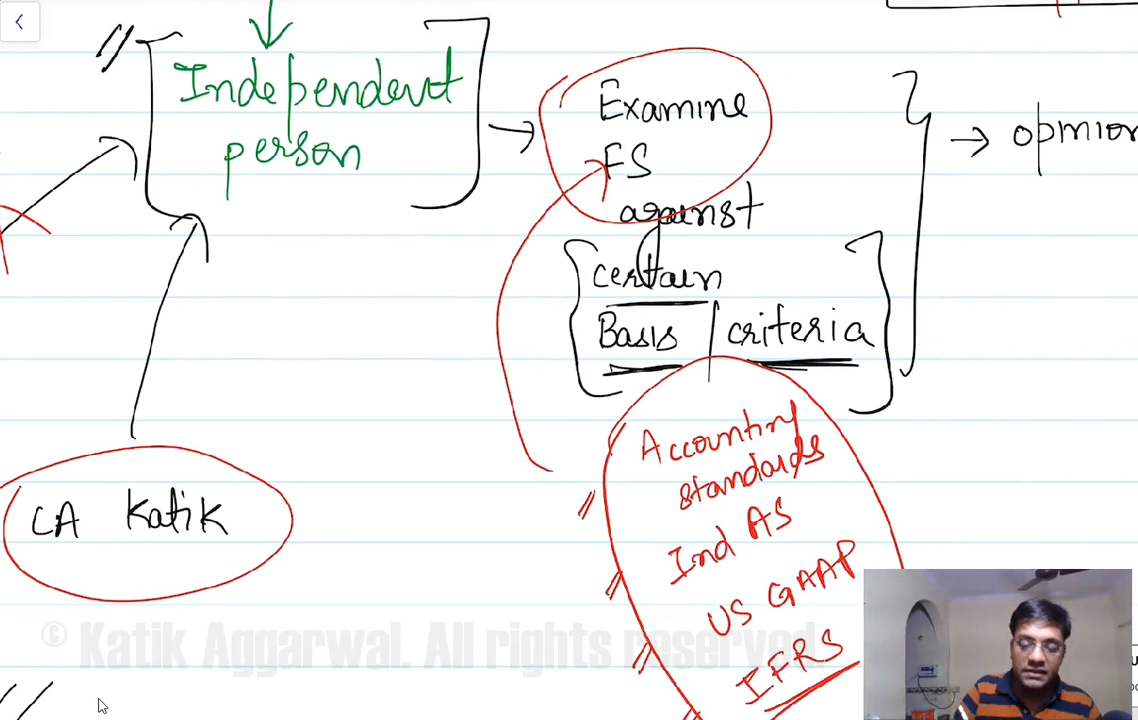 Independent
person
Examine
FS
against
certain
Basis | criteria
→ opinion
Accounting
standards
Ind AS
US GAAP
IFRS
CA Katik
© Katik Aggarwal. All rights reserved.